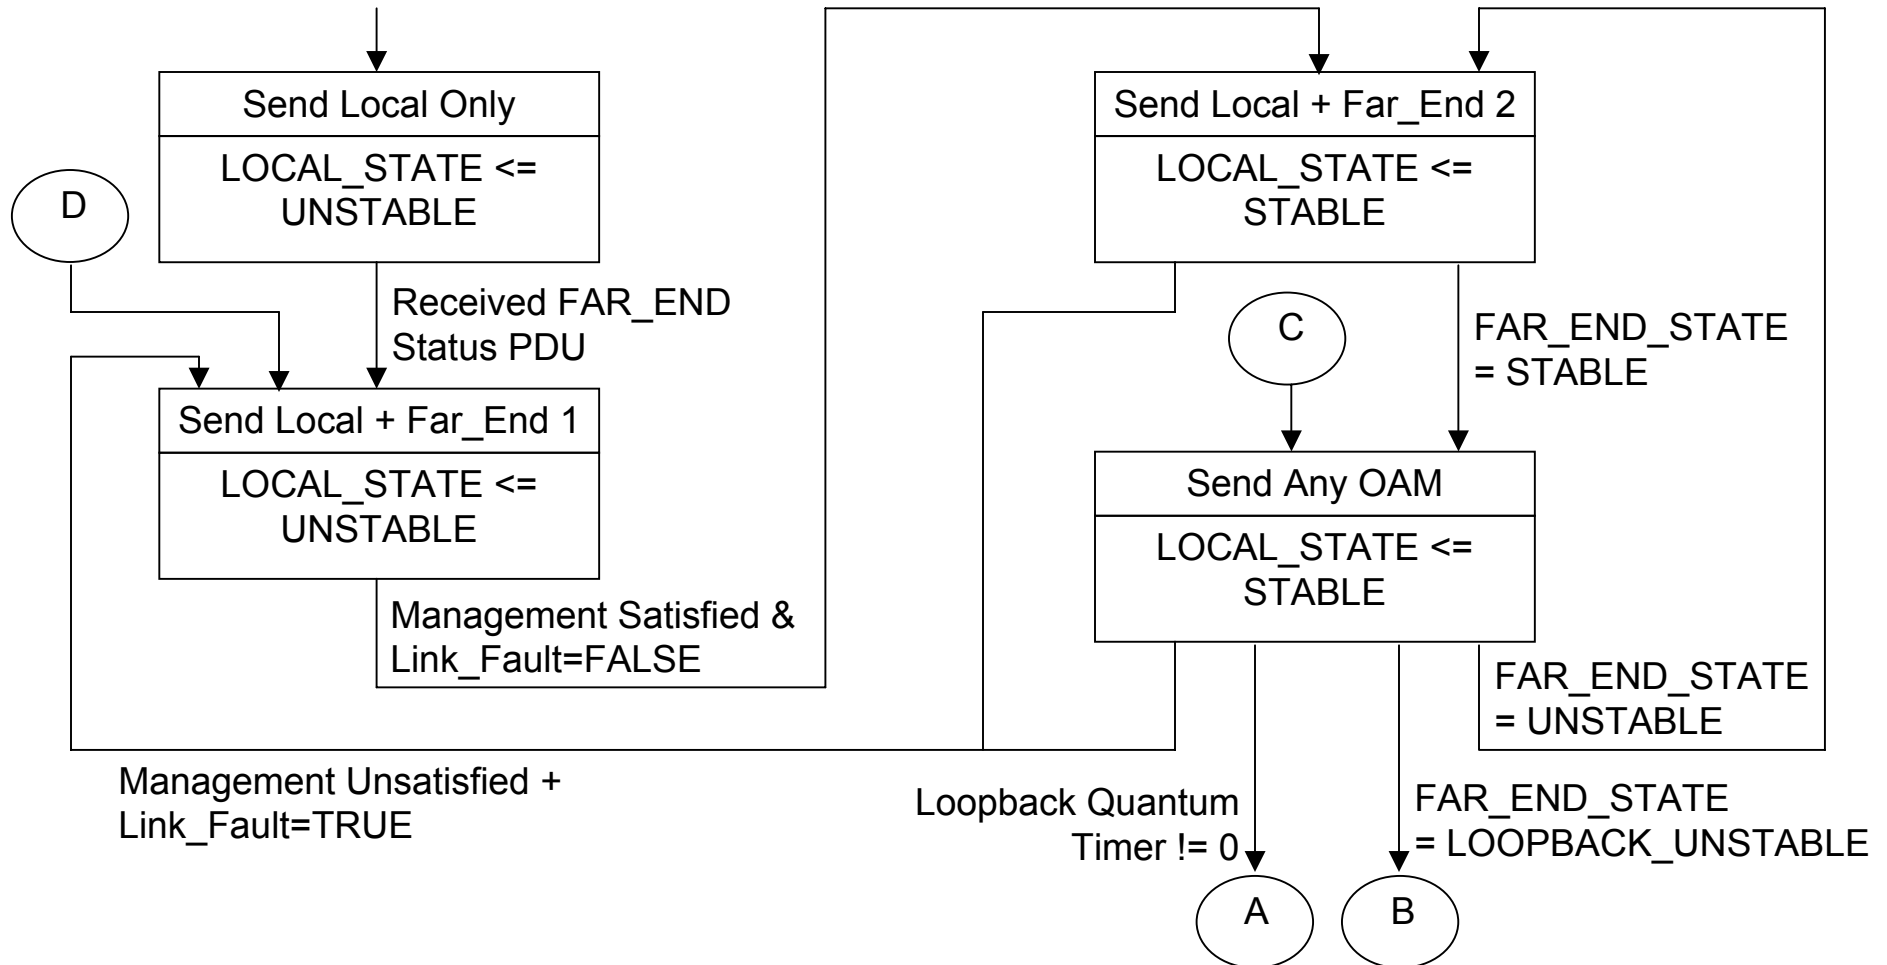 Send Local Only
LOCAL_STATE <=
UNSTABLE
D
Received FAR_END
Status PDU
Send Local + Far_End 1
LOCAL_STATE <=
UNSTABLE
Management Satisfied &
Link_Fault=FALSE
Management Unsatisfied +
Link_Fault=TRUE
Send Local + Far_End 2
LOCAL_STATE <=
STABLE
C
FAR_END_STATE
= STABLE
Send Any OAM
LOCAL_STATE <=
STABLE
FAR_END_STATE
= UNSTABLE
Loopback Quantum
Timer != 0
FAR_END_STATE
= LOOPBACK_UNSTABLE
A
B